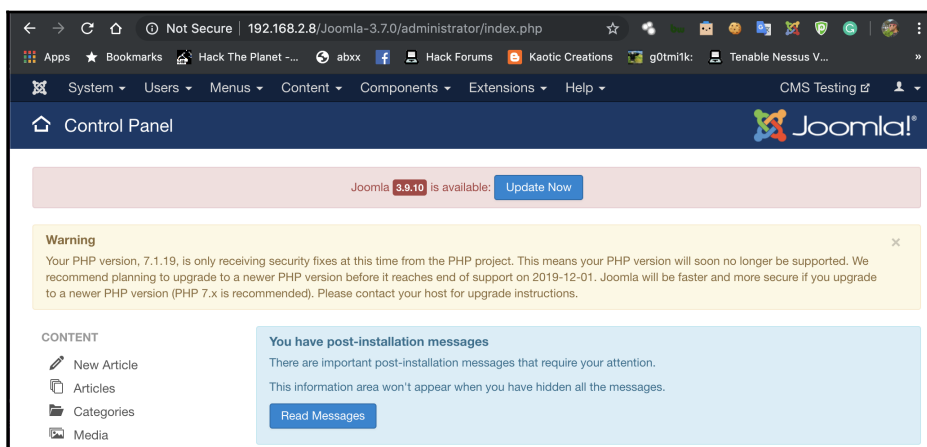 Not Secure | 192.168.2.8/Joomla-3.7.0/administrator/index.php
Apps Bookmarks Hack The Planet -... abxx Hack Forums Kaotic Creations g0tmi1k: Tenable Nessus V... »
System Users Menus Content Components Extensions Help CMS Testing
Control Panel Joomla!®
Joomla 3.9.10 is available: Update Now
Warning ×
Your PHP version, 7.1.19, is only receiving security fixes at this time from the PHP project. This means your PHP version will soon no longer be supported. We
recommend planning to upgrade to a newer PHP version before it reaches end of support on 2019-12-01. Joomla will be faster and more secure if you upgrade
to a newer PHP version (PHP 7.x is recommended). Please contact your host for upgrade instructions.
CONTENT
New Article
Articles
Categories
Media
You have post-installation messages
There are important post-installation messages that require your attention.
This information area won't appear when you have hidden all the messages.
Read Messages